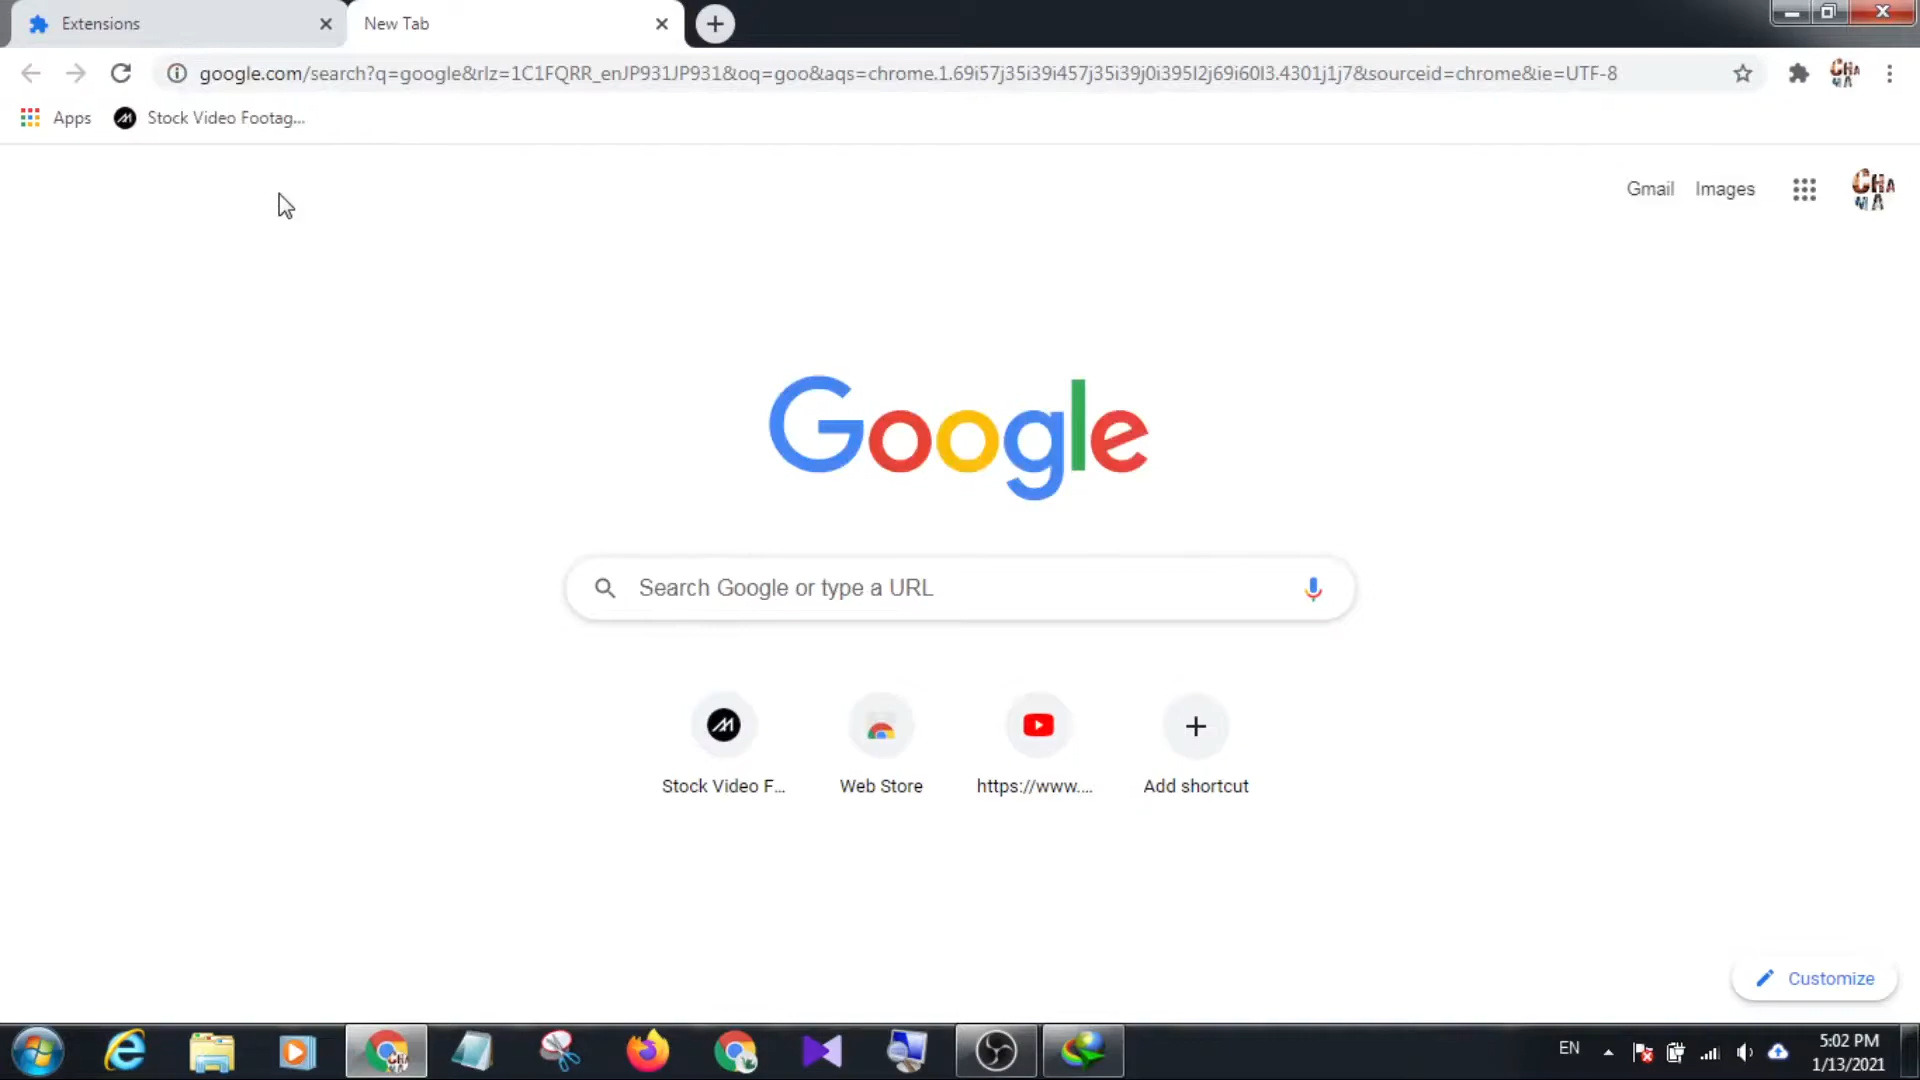 Extensions
New Tab
google.com/search?q=google&rlz=1C1FQRR_enJP931JP931&oq=goo&aqs=chrome.1.69i57j35i39i457j35i39j0i395l2j69i60l3.4301j1j7&sourceid=chrome&ie=UTF-8
Apps
Stock Video Footag...
Gmail
Images
Google
Search Google or type a URL
Stock Video F...
Web Store
https://www....
Add shortcut
Customize
EN
5:02 PM
1/13/2021